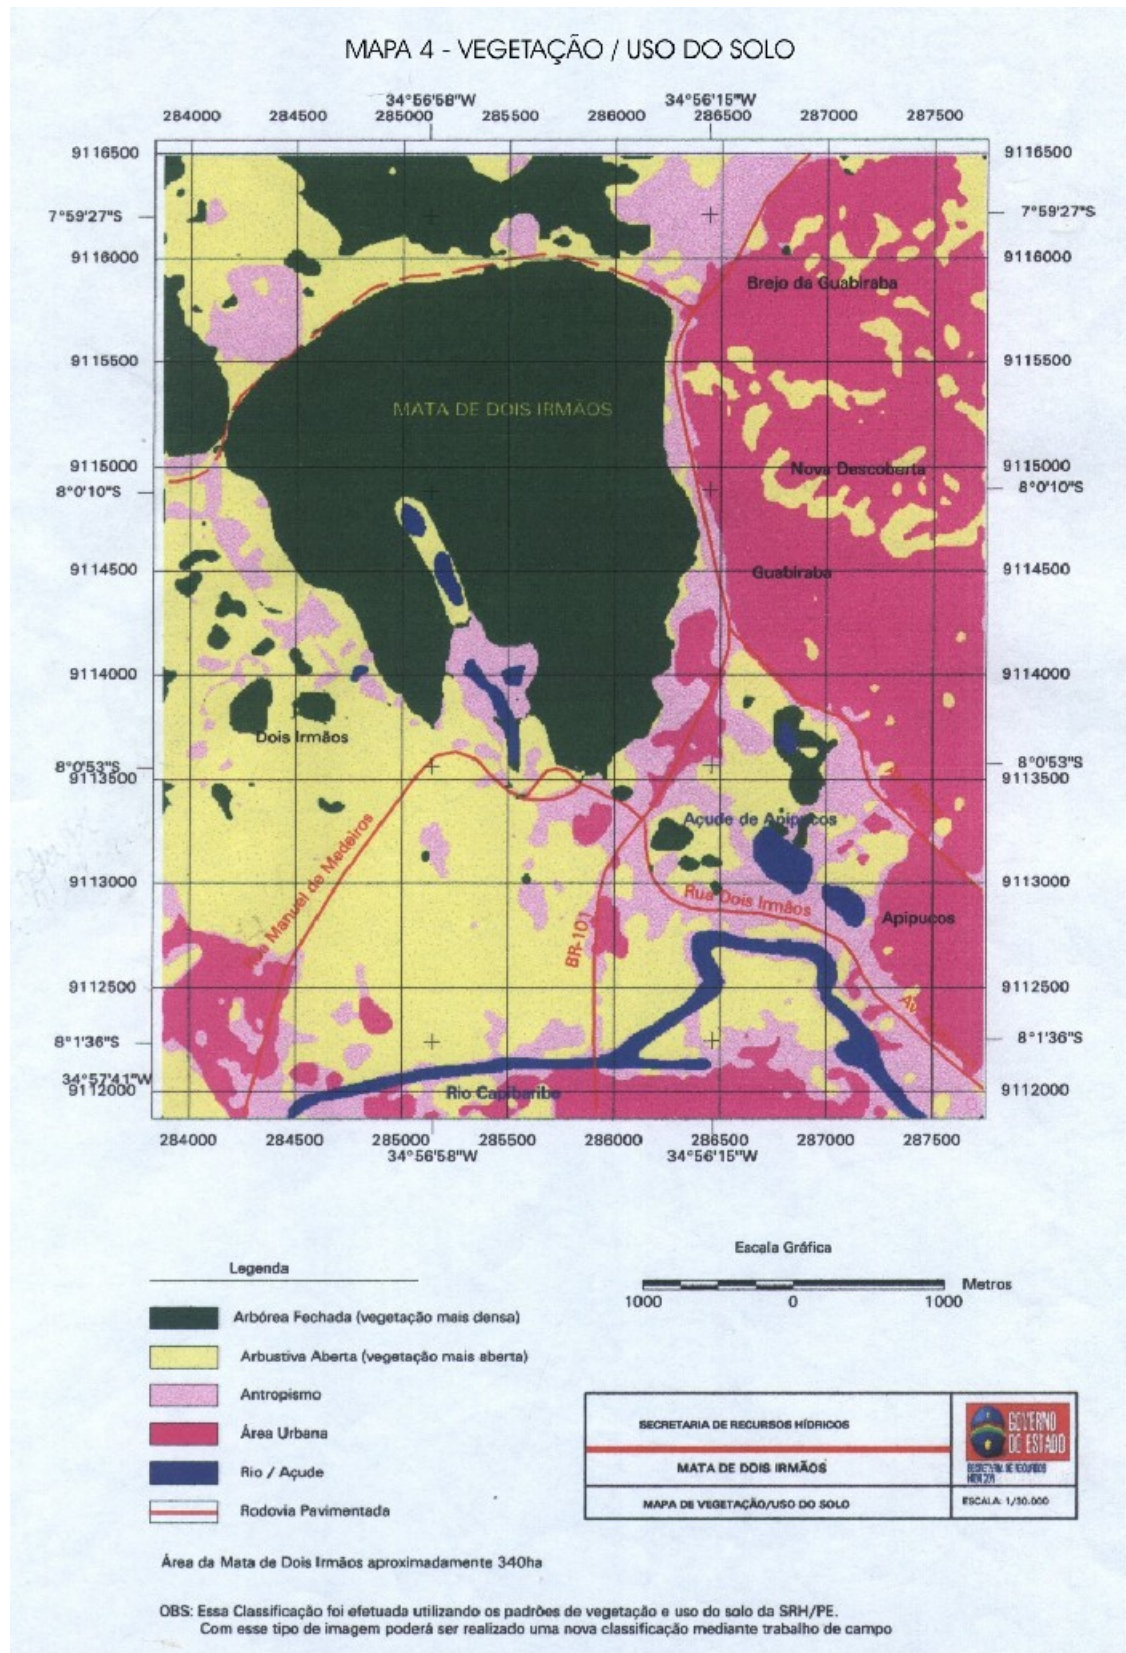 MAPA 4 - VEGETAÇÃO / USO DO SOLO
34°56'58"W 34°56'15"W
284000 284500 285000 285500 286000 286500 287000 287500
9116500 9116500
7°59'27"S 7°59'27"S
9116000 9116000
Brejo da Guabiraba
9115500 9115500
MATA DE DOIS IRMÃOS
9115000 Nova Descoberta 9115000
8°0'10"S 8°0'10"S
9114500 Guabiraba 9114500
9114000 9114000
Dois Irmãos
8°0'53"S 8°0'53"S
9113500 9113500
Açude de Apipucos
Manuel de Medeiros
9113000 9113000
Rua Dois Irmãos
Apipucos
BR-101
9112500 9112500
Av.
8°1'36"S 8°1'36"S
34°57'41"W
9112000 Rio Capibaribe 9112000
284000 284500 285000 285500 286000 286500 287000 287500
34°56'58"W 34°56'15"W
Escala Gráfica
Metros
1000 0 1000
Legenda
Arbórea Fechada (vegetação mais densa)
Arbustiva Aberta (vegetação mais aberta)
Antropismo
Área Urbana
Rio / Açude
Rodovia Pavimentada
SECRETARIA DE RECURSOS HÍDRICOS
MATA DE DOIS IRMÃOS
MAPA DE VEGETAÇÃO/USO DO SOLO
GOVERNO
DE ESTADO
SECRETARIA DE RECURSOS
ESCALA: 1/30.000
Área da Mata de Dois Irmãos aproximadamente 340ha
OBS: Essa Classificação foi efetuada utilizando os padrões de vegetação e uso do solo da SRH/PE.
Com esse tipo de imagem poderá ser realizado uma nova classificação mediante trabalho de campo